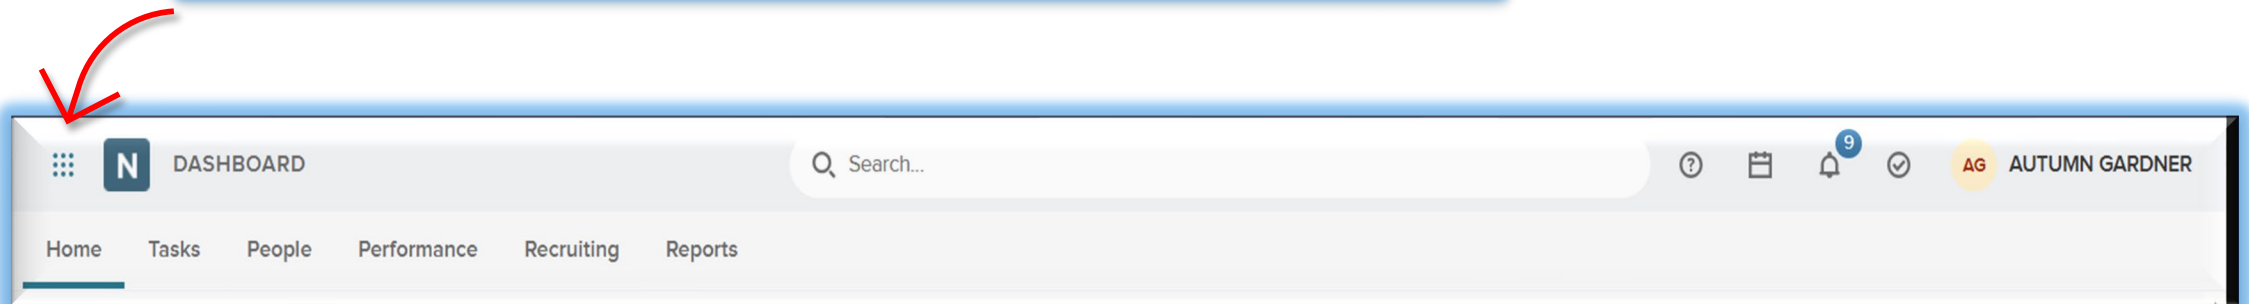 N DASHBOARD Search... 9 AG AUTUMN GARDNER
Home Tasks People Performance Recruiting Reports